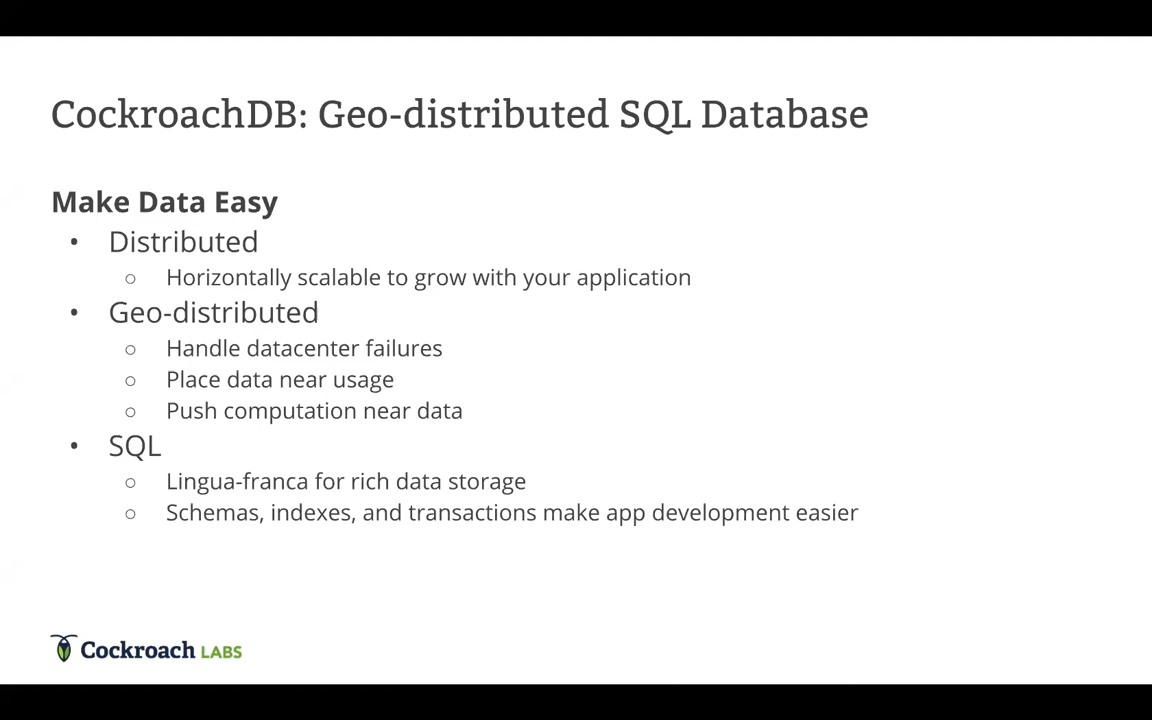 CockroachDB: Geo-distributed SQL Database
Make Data Easy
• Distributed
○ Horizontally scalable to grow with your application
• Geo-distributed
○ Handle datacenter failures
○ Place data near usage
○ Push computation near data
• SQL
○ Lingua-franca for rich data storage
○ Schemas, indexes, and transactions make app development easier
Cockroach LABS